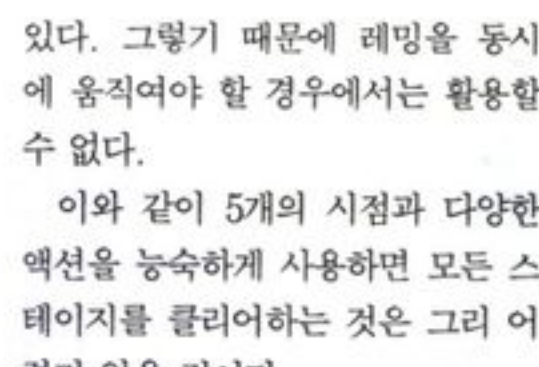 있다. 그렇기 때문에 레밍을 동시
에 움직여야 할 경우에서는 활용할
수 없다.
이와 같이 5개의 시점과 다양한
액션을 능숙하게 사용하면 모든 스
테이지를 클리어하는 것은 그리 어